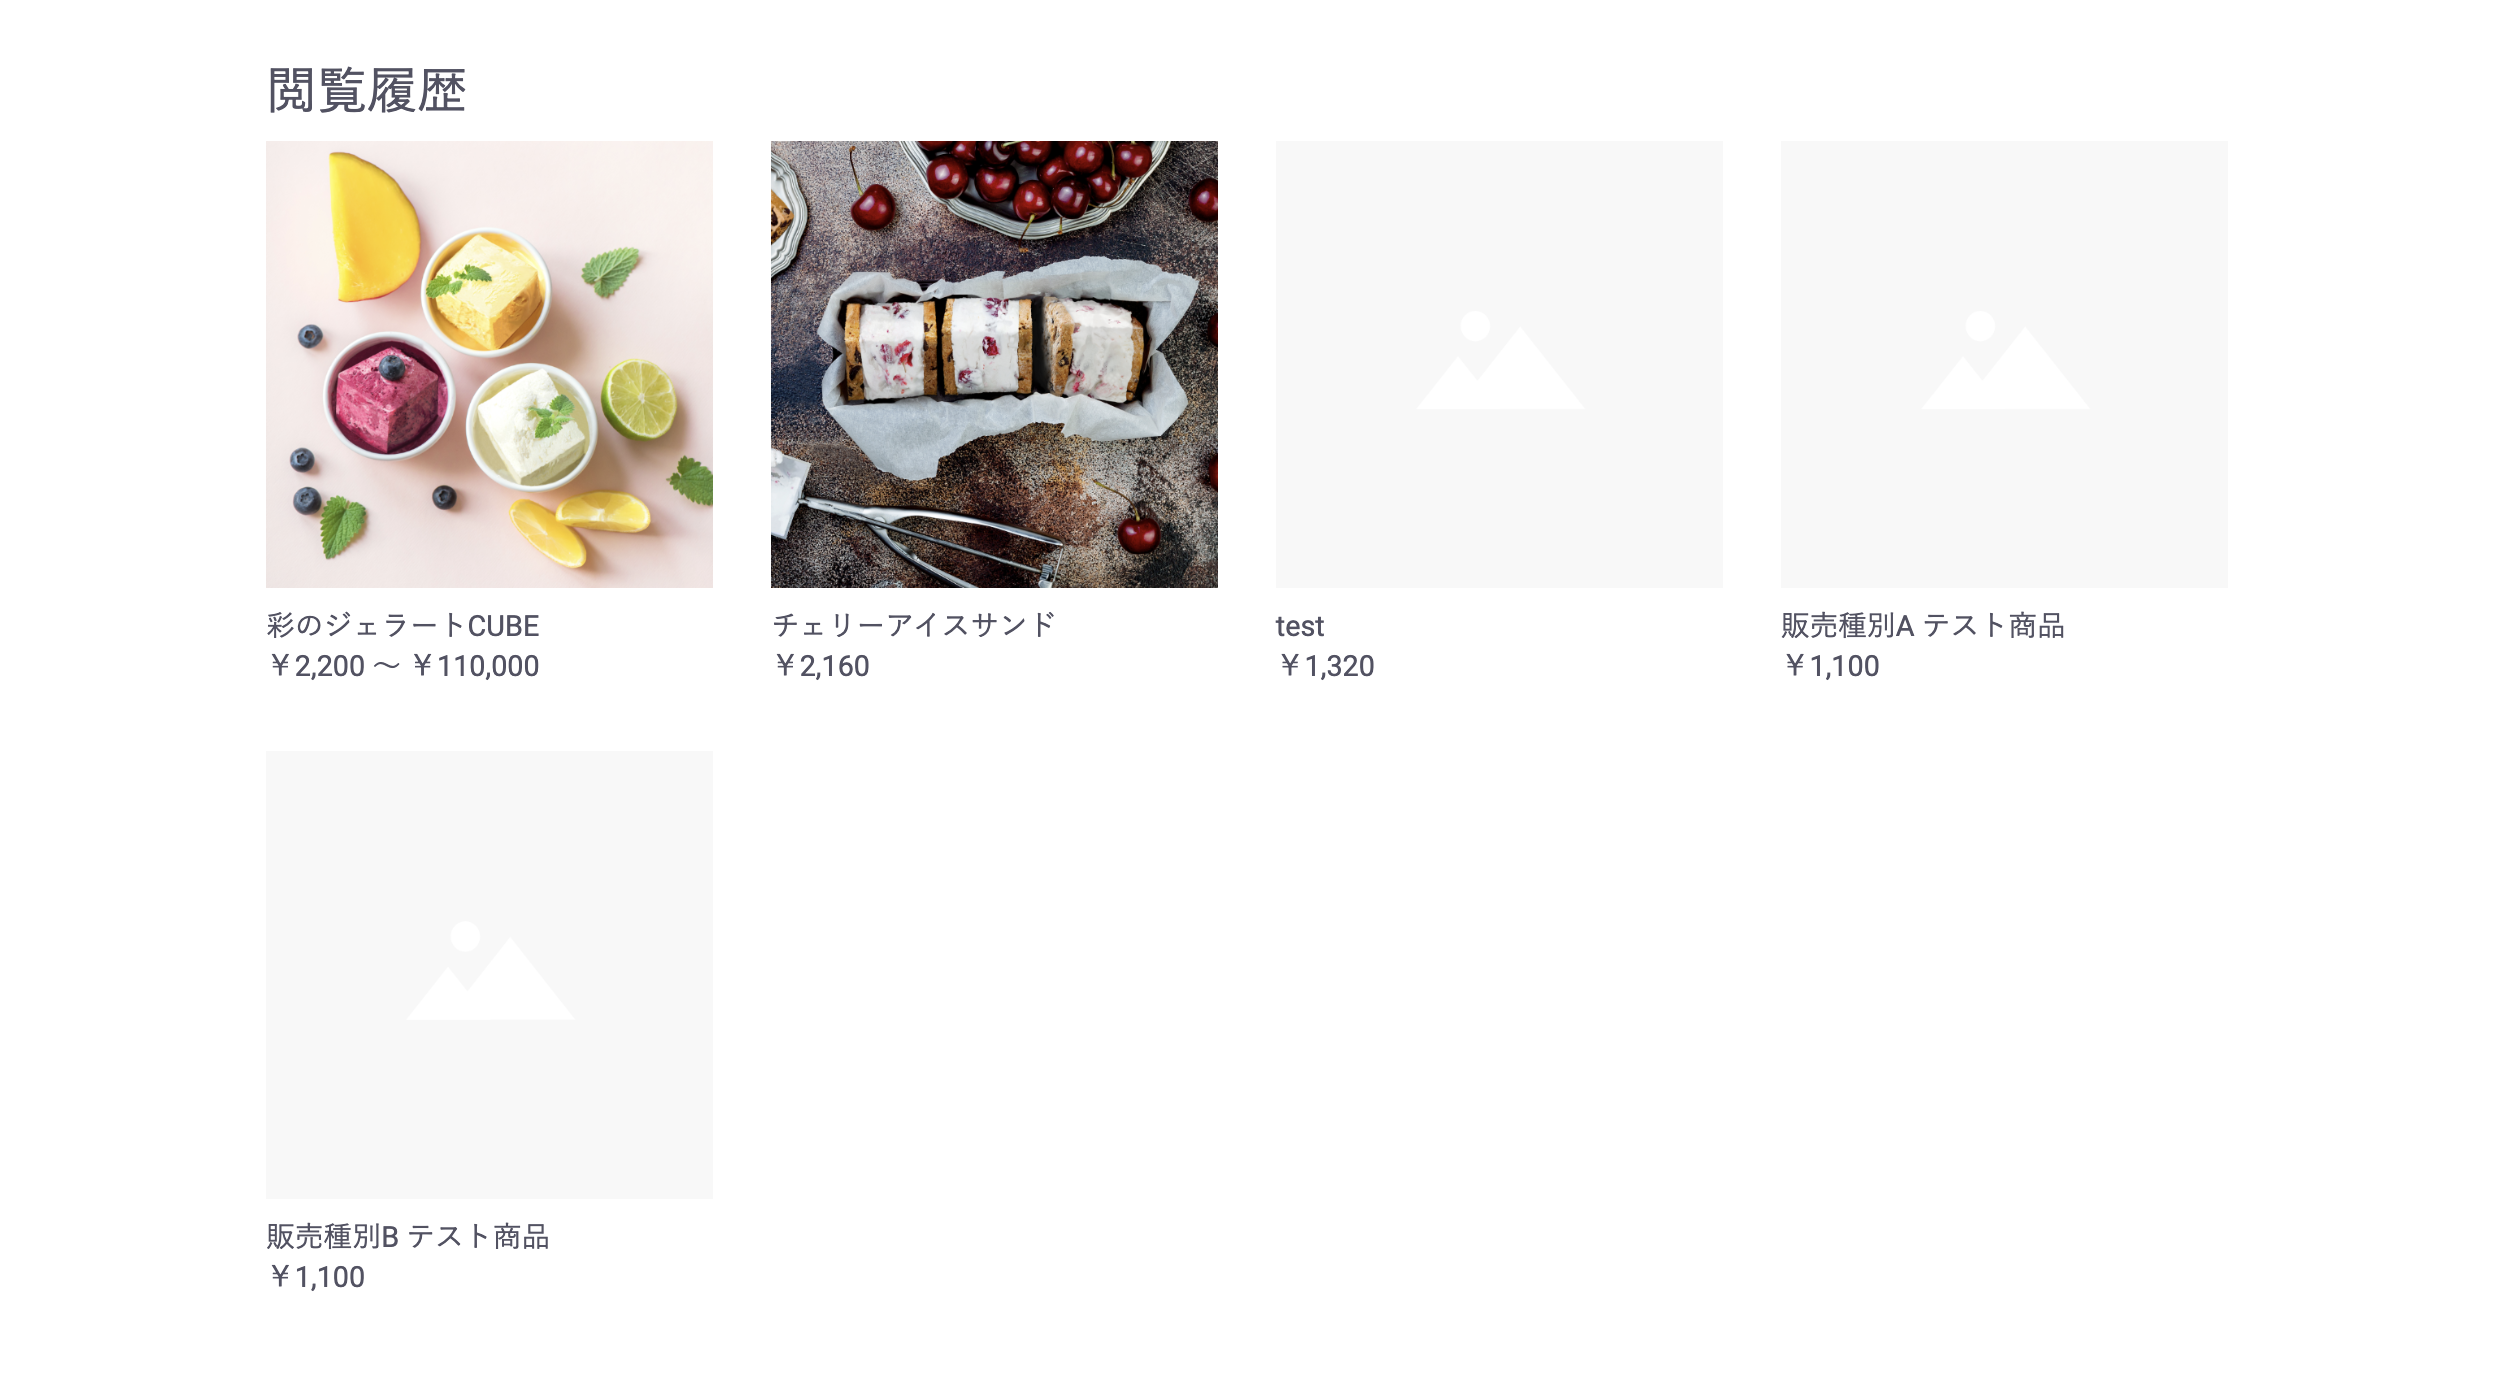 閲覧履歴
彩のジェラートCUBE
￥2,200 ～ ￥110,000
チェリーアイスサンド
￥2,160
test
￥1,320
販売種別A テスト商品
￥1,100
販売種別B テスト商品
￥1,100